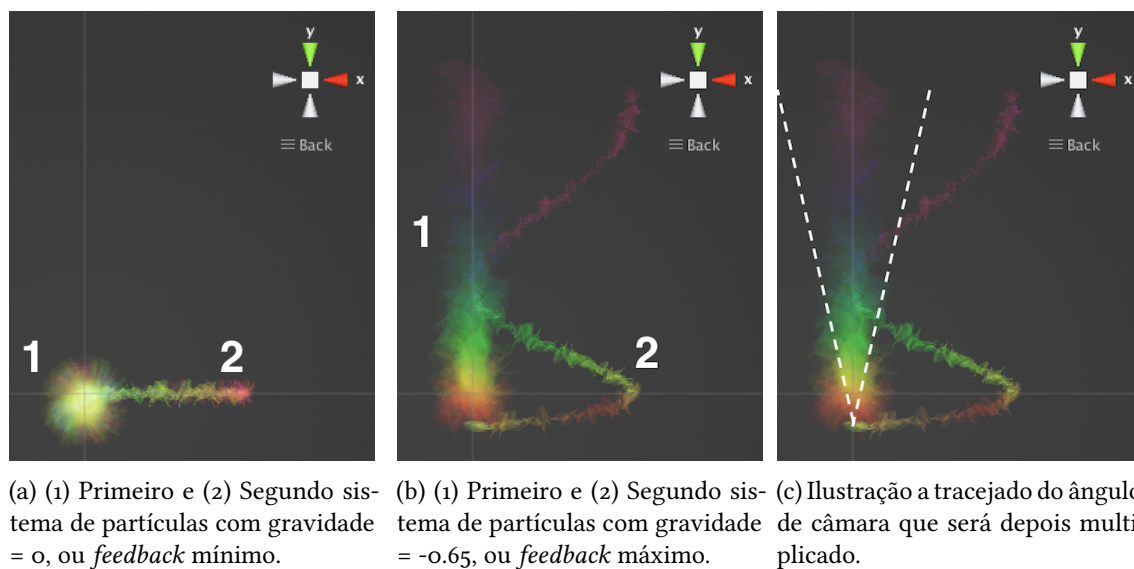 y
x
Back
1
2
y
x
Back
1
2
y
x
Back
(a) (1) Primeiro e (2) Segundo sis-
tema de partículas com gravidade
= 0, ou feedback mínimo.
(b) (1) Primeiro e (2) Segundo sis-
tema de partículas com gravidade
= -0.65, ou feedback máximo.
(c) Ilustração a tracejado do ângulo
de câmara que será depois multi
plicado.